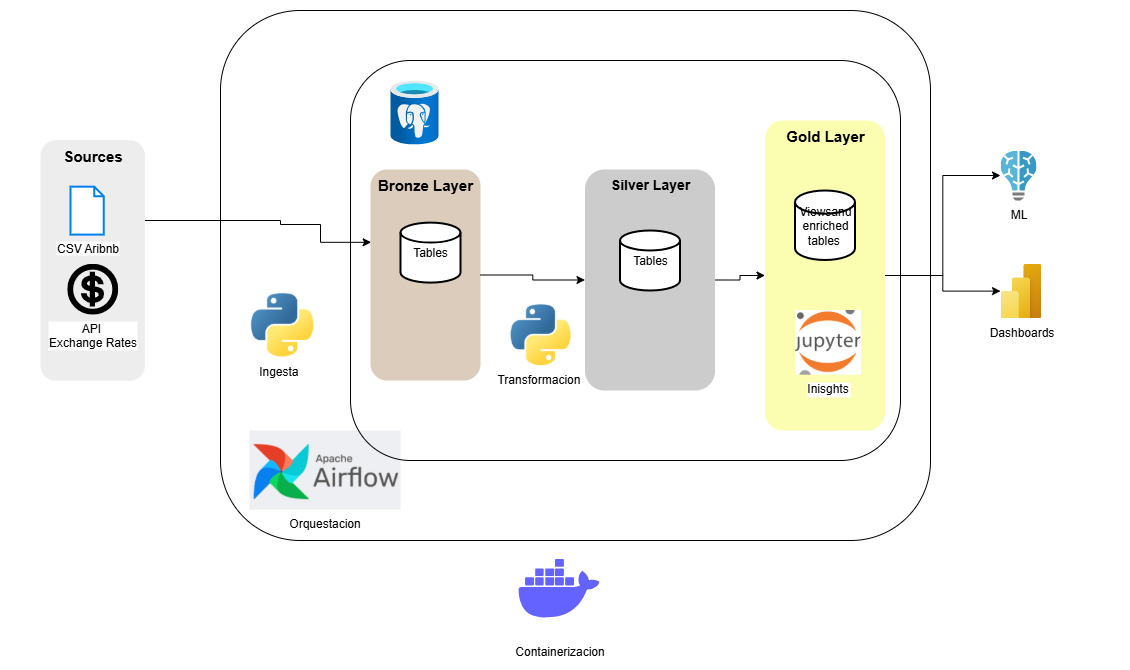 Sources
CSV Aribnb
API
Exchange Rates
Ingesta
Bronze Layer
Tables
Transformacion
Silver Layer
Tables
Gold Layer
Viewsand
enriched
tables
jupyter
Inisghts
ML
Dashboards
Apache
Airflow
Orquestacion
Containerizacion